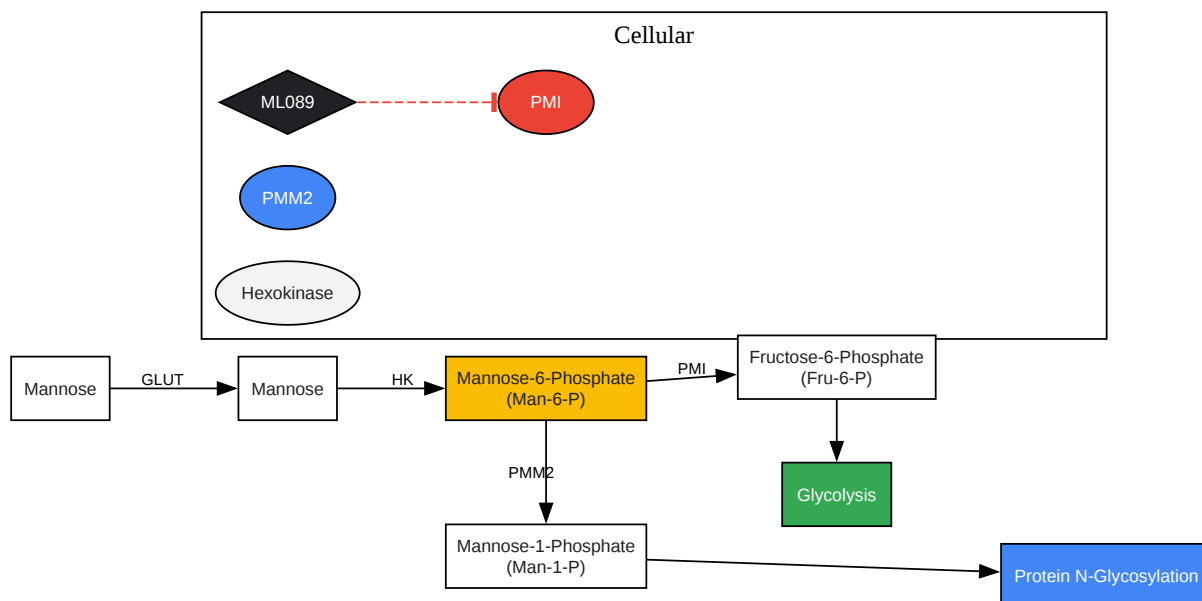 Cellular
ML089
PMI
PMM2
Hexokinase
Mannose
GLUT
Mannose
HK
Mannose-6-Phosphate
(Man-6-P)
PMI
Fructose-6-Phosphate
(Fru-6-P)
PMM2
Glycolysis
Mannose-1-Phosphate
(Man-1-P)
Protein N-Glycosylation